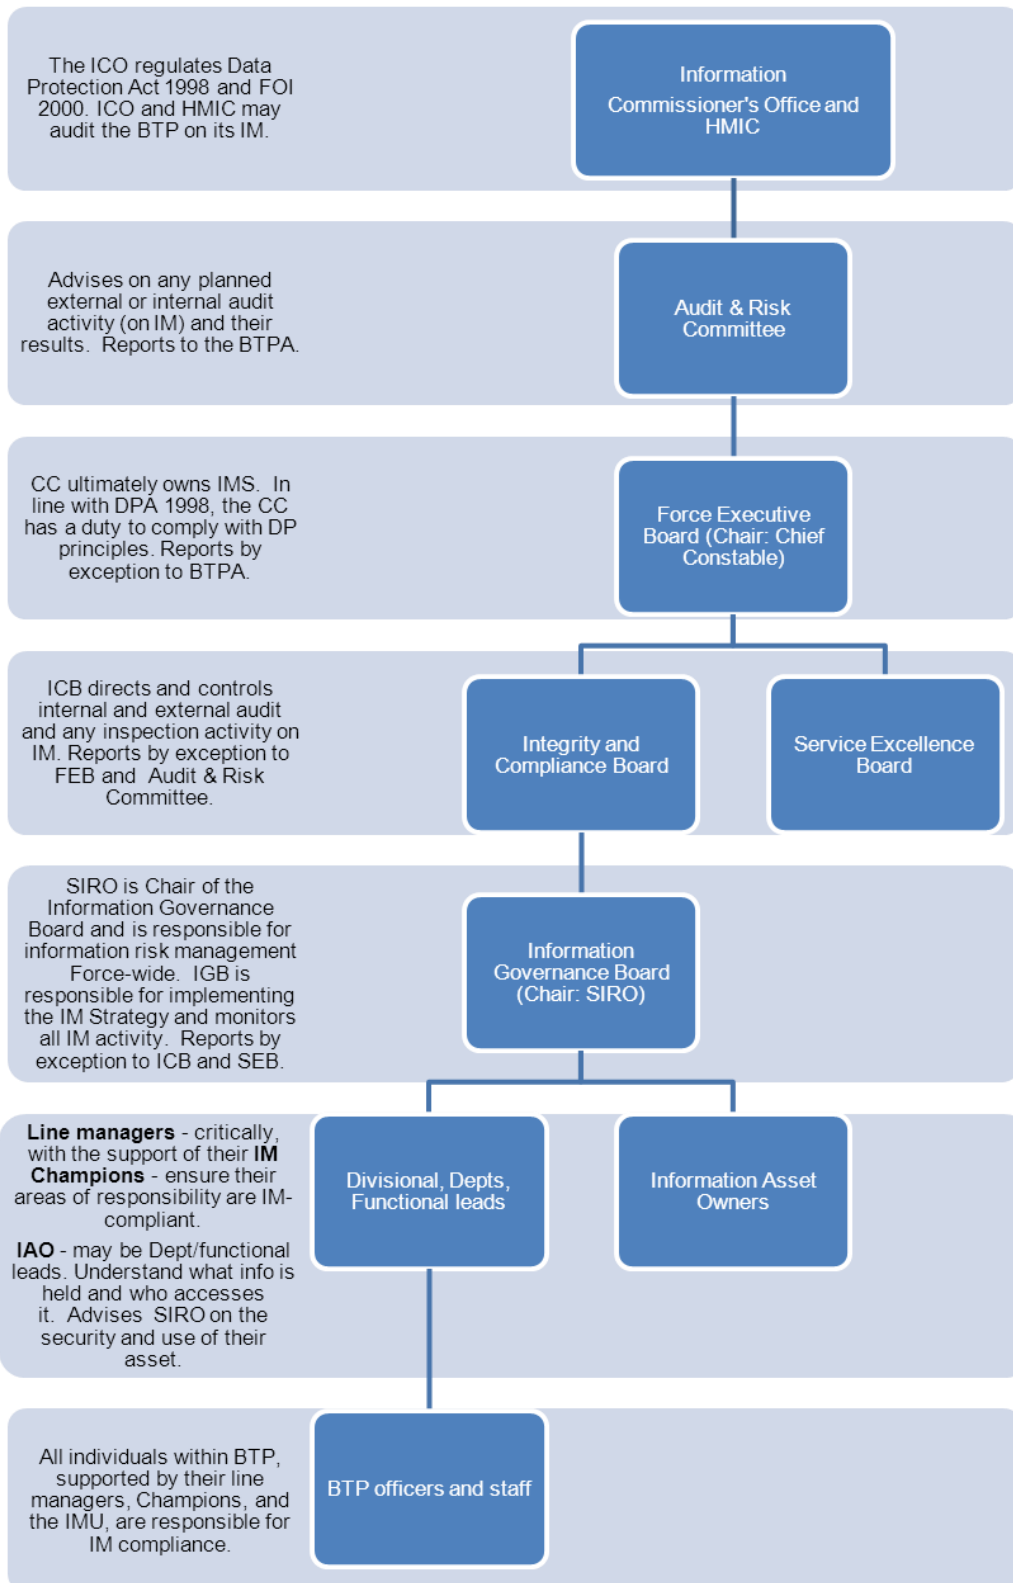 The ICO regulates Data
Protection Act 1998 and FOI
2000. ICO and HMIC may
audit the BTP on its IM.
Information
Commissioner's Office and
HMIC
Advises on any planned
external or internal audit
activity (on IM) and their
results.  Reports to the BTPA.
Audit & Risk
Committee
CC ultimately owns IMS.  In
line with DPA 1998, the CC
has a duty to comply with DP
principles. Reports by
exception to BTPA.
Force Executive
Board (Chair: Chief
Constable)
ICB directs and controls
internal and external audit
and any inspection activity on
IM. Reports by exception to
FEB and  Audit & Risk
Committee.
Integrity and
Compliance Board
Service Excellence
Board
SIRO is Chair of the
Information Governance
Board and is responsible for
information risk management
Force-wide.  IGB is
responsible for implementing
the IM Strategy and monitors
all IM activity.  Reports by
exception to ICB and SEB.
Information
Governance Board
(Chair: SIRO)
Line managers - critically,
with the support of their IM
Champions - ensure their
areas of responsibility are IM-
compliant.
IAO - may be Dept/functional
leads. Understand what info is
held and who accesses
it.  Advises  SIRO on the
security and use of their
asset.
Divisional, Depts,
Functional leads
Information Asset
Owners
All individuals within BTP,
supported by their line
managers, Champions, and
the IMU, are responsible for
IM compliance.
BTP officers and staff